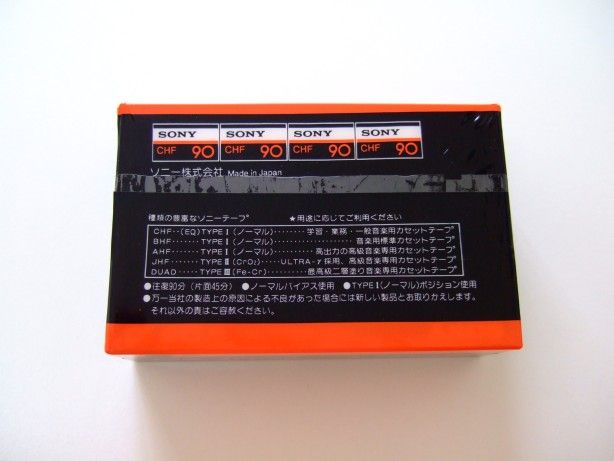 SONY SONY SONY SONY
CHF 90 CHF 90 CHF 90 CHF 90
ソニー株式会社 Made in Japan
種類の豊富なソニーテープ ★用途に応じてご利用ください
CHF‥(EQ)TYPEⅠ(ノーマル)‥‥‥‥学習・業務・一般音楽用カセットテープ
BHF‥‥‥‥TYPEⅠ(ノーマル)‥‥‥‥‥‥‥‥‥音楽用標準カセットテープ
AHF‥‥‥‥TYPEⅠ(ノーマル)‥‥‥‥高出力の高級音楽専用カセットテープ
JHF‥‥‥‥TYPEⅡ(CrO₂)‥‥‥ULTRA-γ採用、高級音楽専用カセットテープ
DUAD‥‥‥TYPEⅢ(Fe-Cr)‥‥‥‥‥最高級二層塗り音楽専用カセットテープ
●往復90分(片面45分) ●ノーマルバイアス使用 ●TYPEⅠ(ノーマル)ポジション使用
●万一当社の製造上の原因による不良があった場合には新しい製品とお取りかえします。
それ以外の責はご容赦ください。